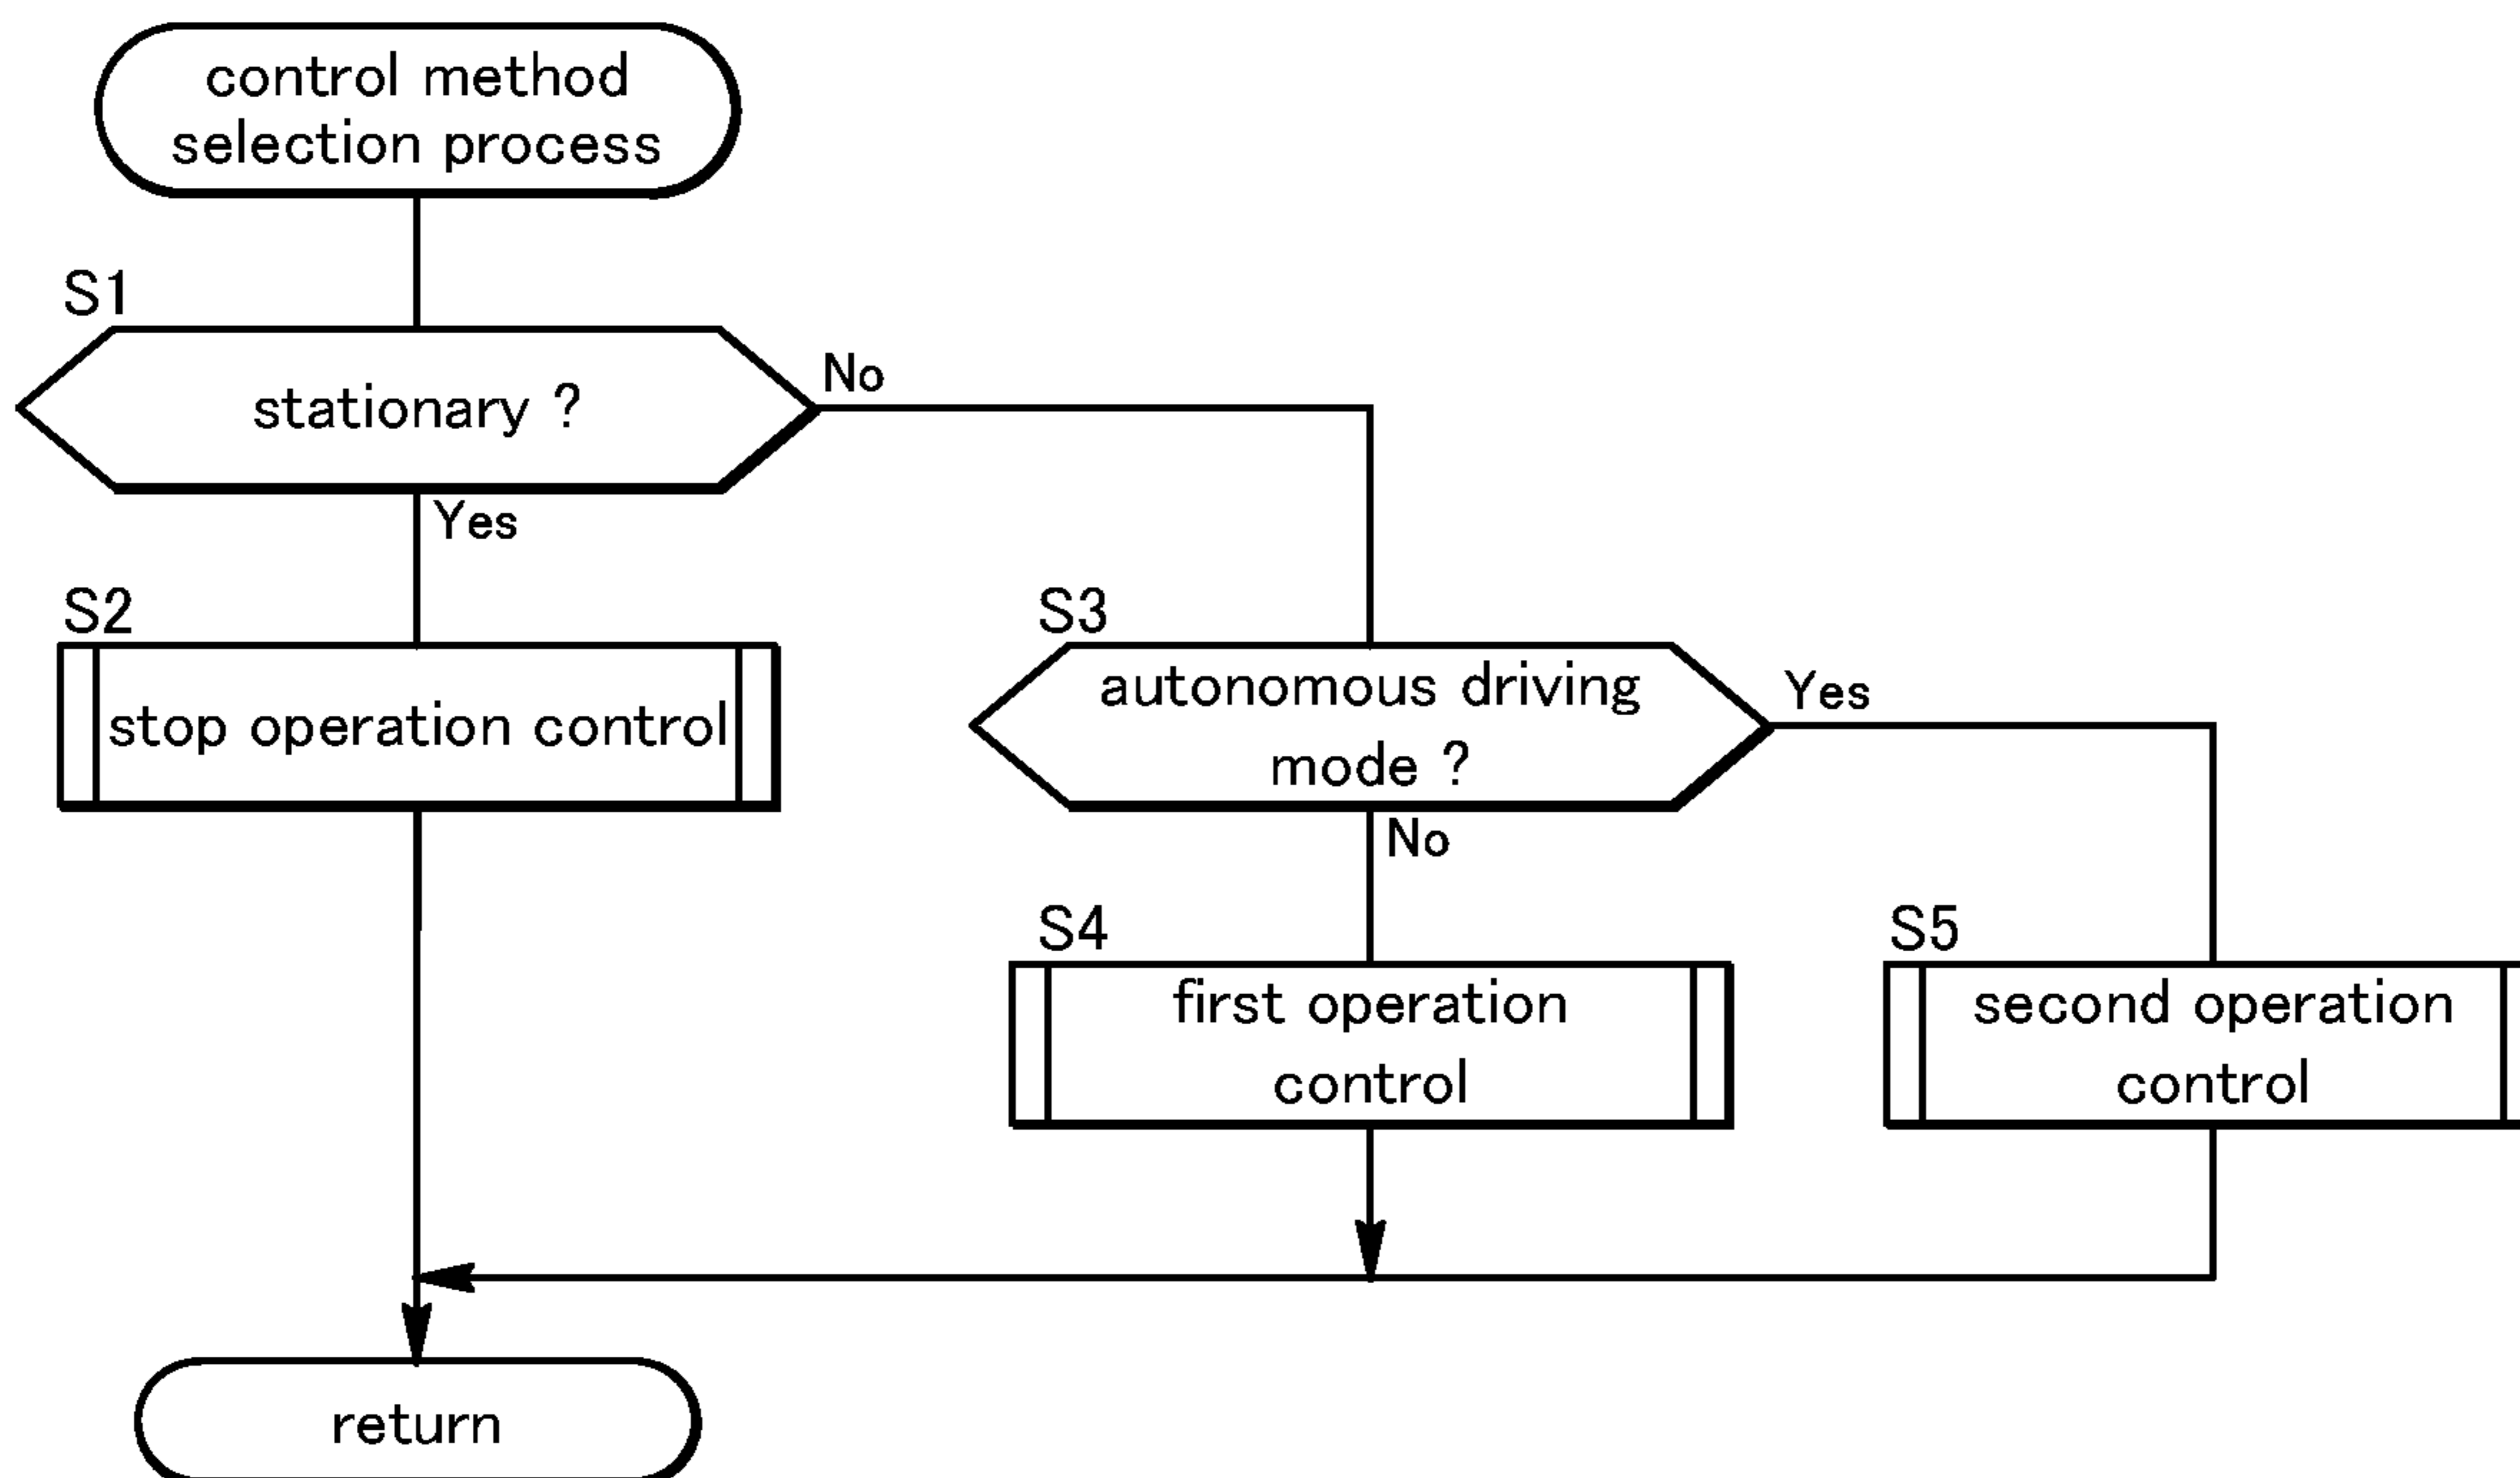 control method
selection process
S1
stationary ?
No
Yes
S2
stop operation control
S3
autonomous driving
mode ?
Yes
No
S4
first operation
control
S5
second operation
control
return